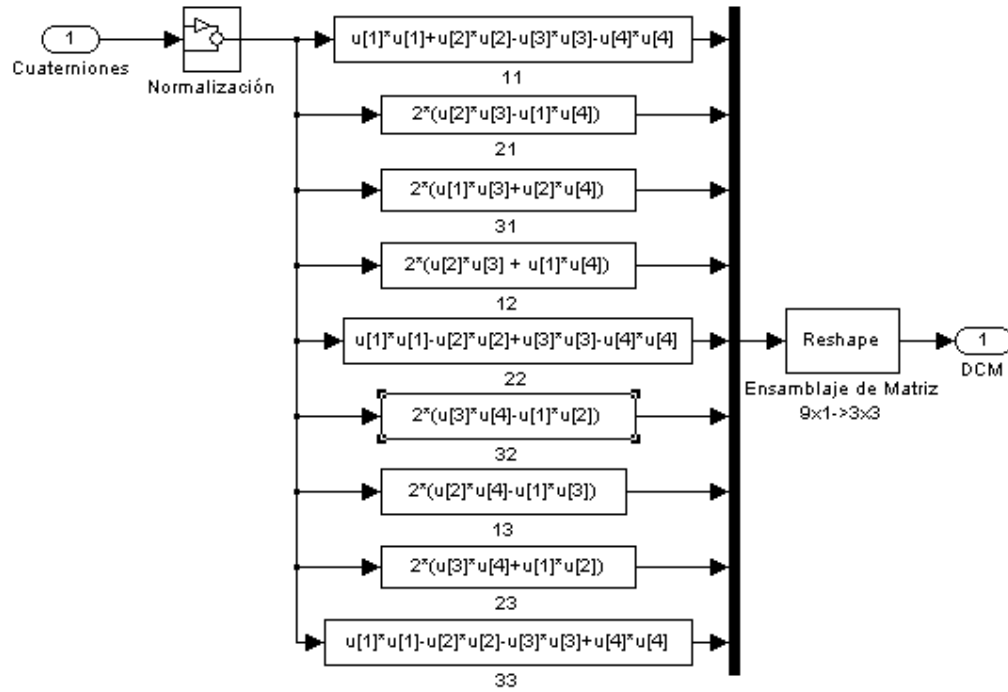 1
Cuaterniones
Normalización
u[1]*u[1]+u[2]*u[2]-u[3]*u[3]-u[4]*u[4]
11
2*(u[2]*u[3]-u[1]*u[4])
21
2*(u[1]*u[3]+u[2]*u[4])
31
2*(u[2]*u[3] + u[1]*u[4])
12
u[1]*u[1]-u[2]*u[2]+u[3]*u[3]-u[4]*u[4]
22
2*(u[3]*u[4]-u[1]*u[2])
32
2*(u[2]*u[4]-u[1]*u[3])
13
2*(u[3]*u[4]+u[1]*u[2])
23
u[1]*u[1]-u[2]*u[2]-u[3]*u[3]+u[4]*u[4]
33
Reshape
Ensamblaje de Matriz
9x1->3x3
1
DCM